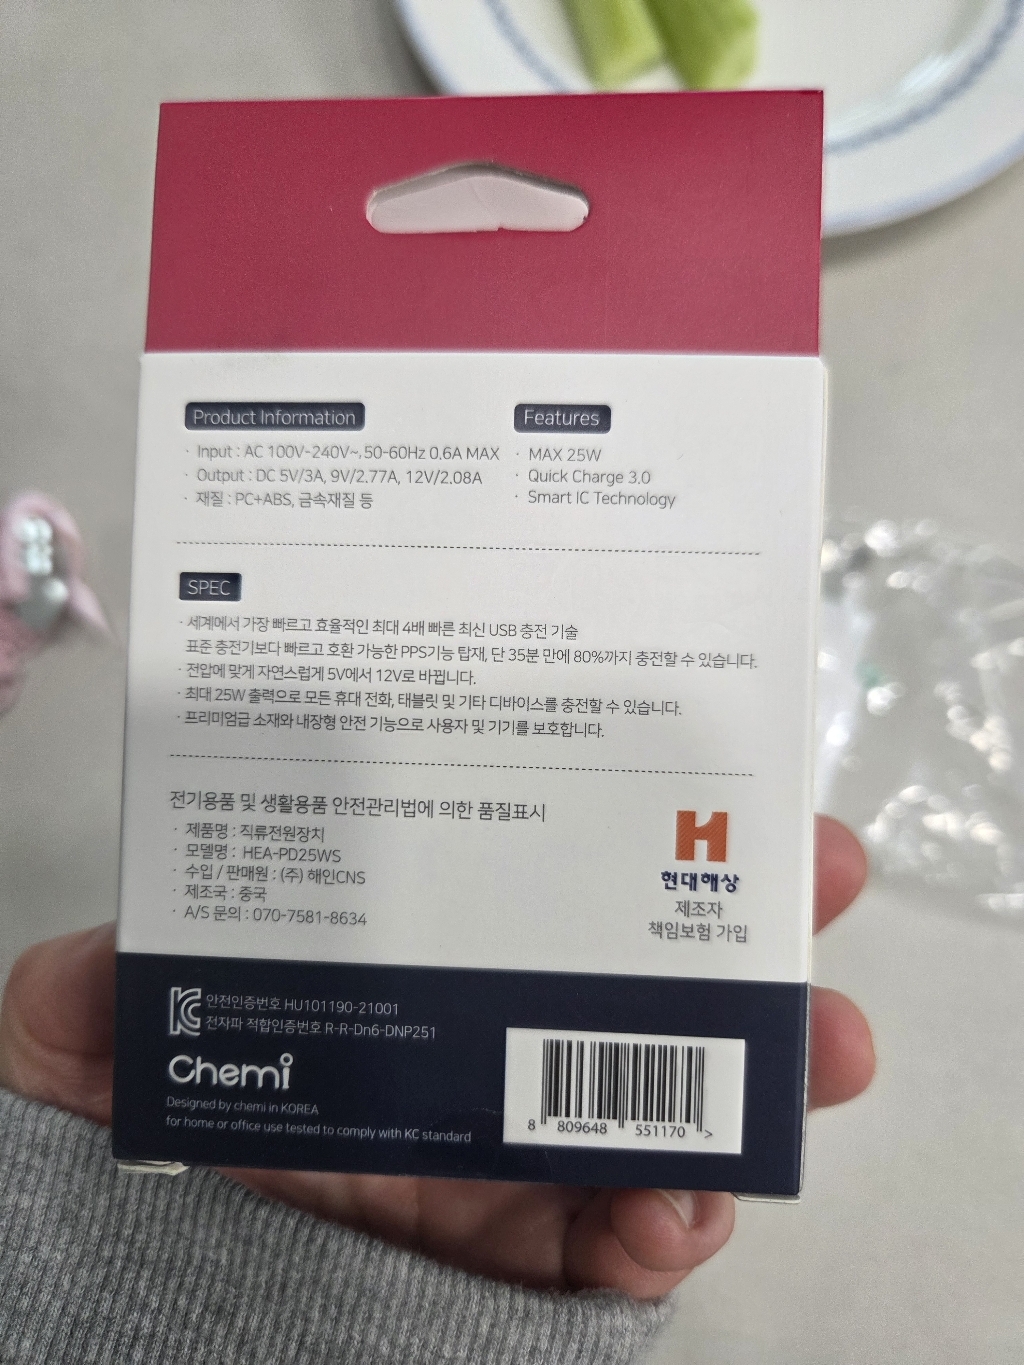 Product Information
· Input : AC 100V-240V~, 50-60Hz 0.6A MAX
· Output : DC 5V/3A, 9V/2.77A, 12V/2.08A
· 재질 : PC+ABS, 금속재질 등
Features
· MAX 25W
· Quick Charge 3.0
· Smart IC Technology
SPEC
· 세계에서 가장 빠르고 효율적인 최대 4배 빠른 최신 USB 충전 기술
표준 충전기보다 빠르고 호환 가능한 PPS기능 탑재, 단 35분 만에 80%까지 충전할 수 있습니다.
· 전압에 맞게 자연스럽게 5V에서 12V로 바뀝니다.
· 최대 25W 출력으로 모든 휴대 전화, 태블릿 및 기타 디바이스를 충전할 수 있습니다.
· 프리미엄급 소재와 내장형 안전 기능으로 사용자 및 기기를 보호합니다.
전기용품 및 생활용품 안전관리법에 의한 품질표시
· 제품명 : 직류전원장치
· 모델명 : HEA-PD25WS
· 수입 / 판매원 : (주) 해인CNS
· 제조국 : 중국
· A/S 문의 : 070-7581-8634
현대해상
제조자
책임보험 가입
안전인증번호 HU101190-21001
전자파 적합인증번호 R-R-Dn6-DNP251
Chemi
Designed by chemi in KOREA
for home or office use tested to comply with KC standard
8 809648 551170 >